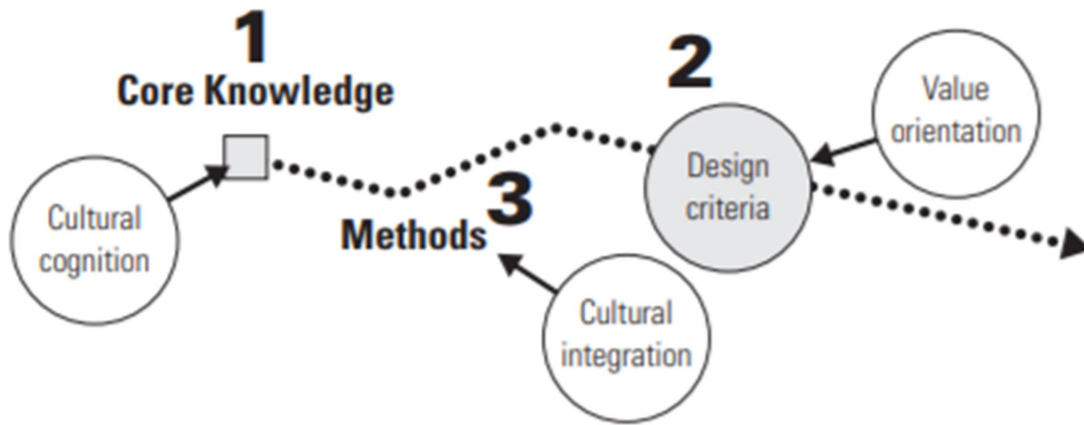 1
Core Knowledge
Cultural
cognition
2
Design
criteria
Value
orientation
3
Methods
Cultural
integration